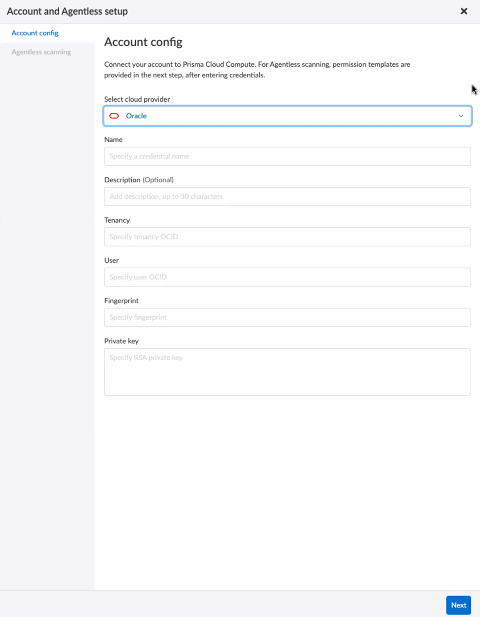 Account and Agentless setup
Account config
Agentless scanning
Account config
Connect your account to Prisma Cloud Compute. For Agentless scanning, permission templates are
provided in the next step, after entering credentials.
Select cloud provider
Oracle
Name
Specify a credential name
Description (Optional)
Add description, up to 30 characters
Tenancy
Specify tenancy OCID
User
Specify user OCID
Fingerprint
Specify fingerprint
Private key
Specify RSA private key
Next